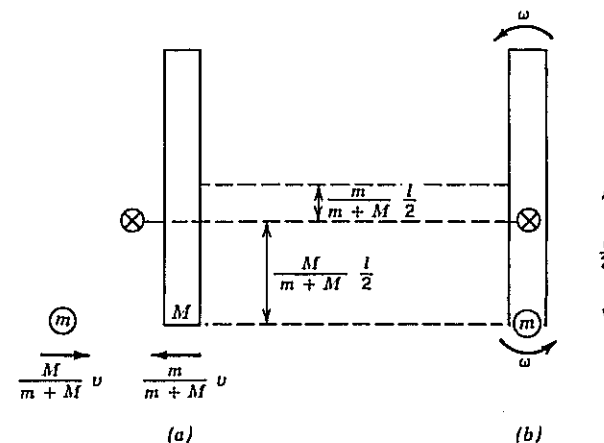 ω
m/(m + M) l/2
M/(m + M) l/2
M
m
m
ω
M/(m + M) υ
m/(m + M) υ
(a)
(b)